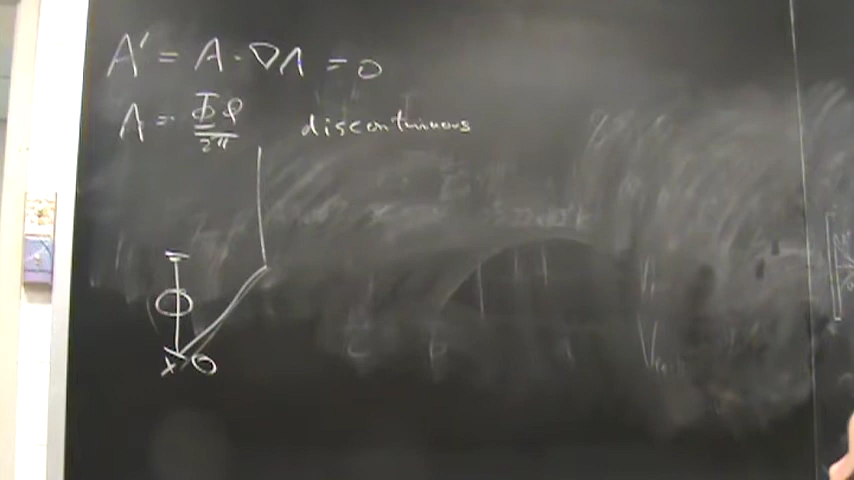 A' = A · ∇Λ = 0
Λ = Φφ/2π discontinuous
Φ
x